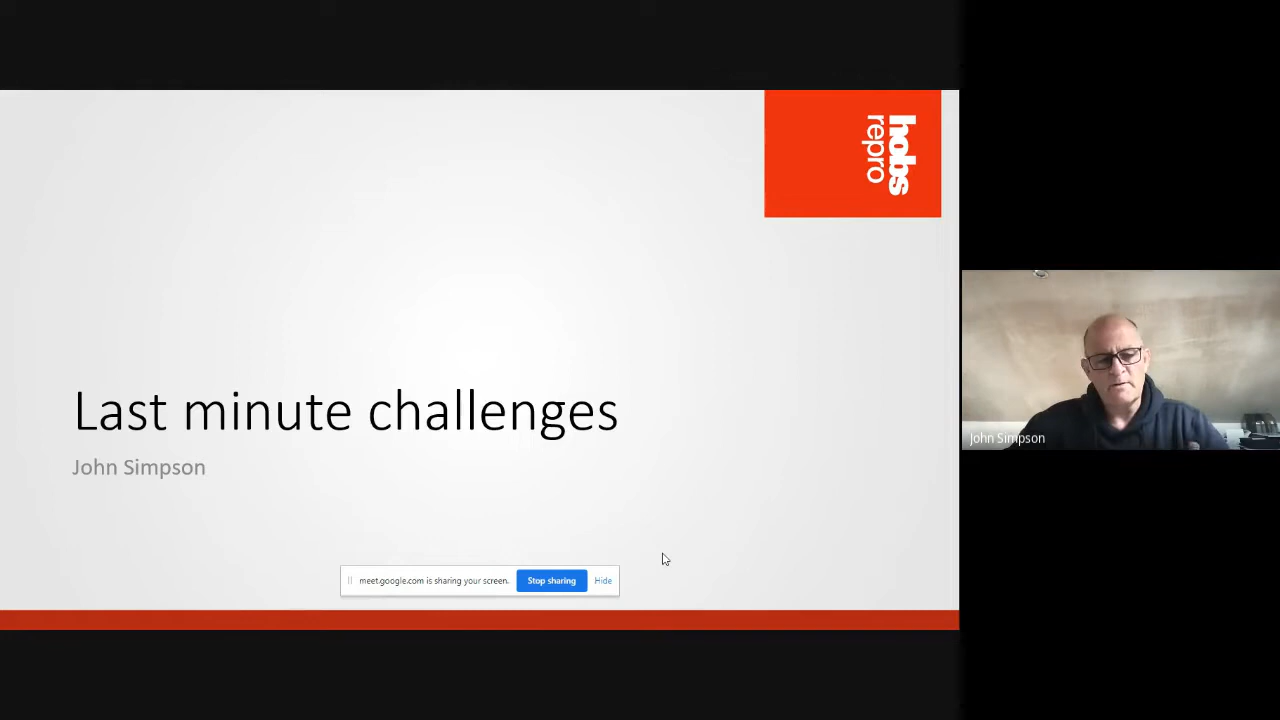 hobs
repro
Last minute challenges
John Simpson
meet.google.com is sharing your screen.
Stop sharing
Hide
John Simpson